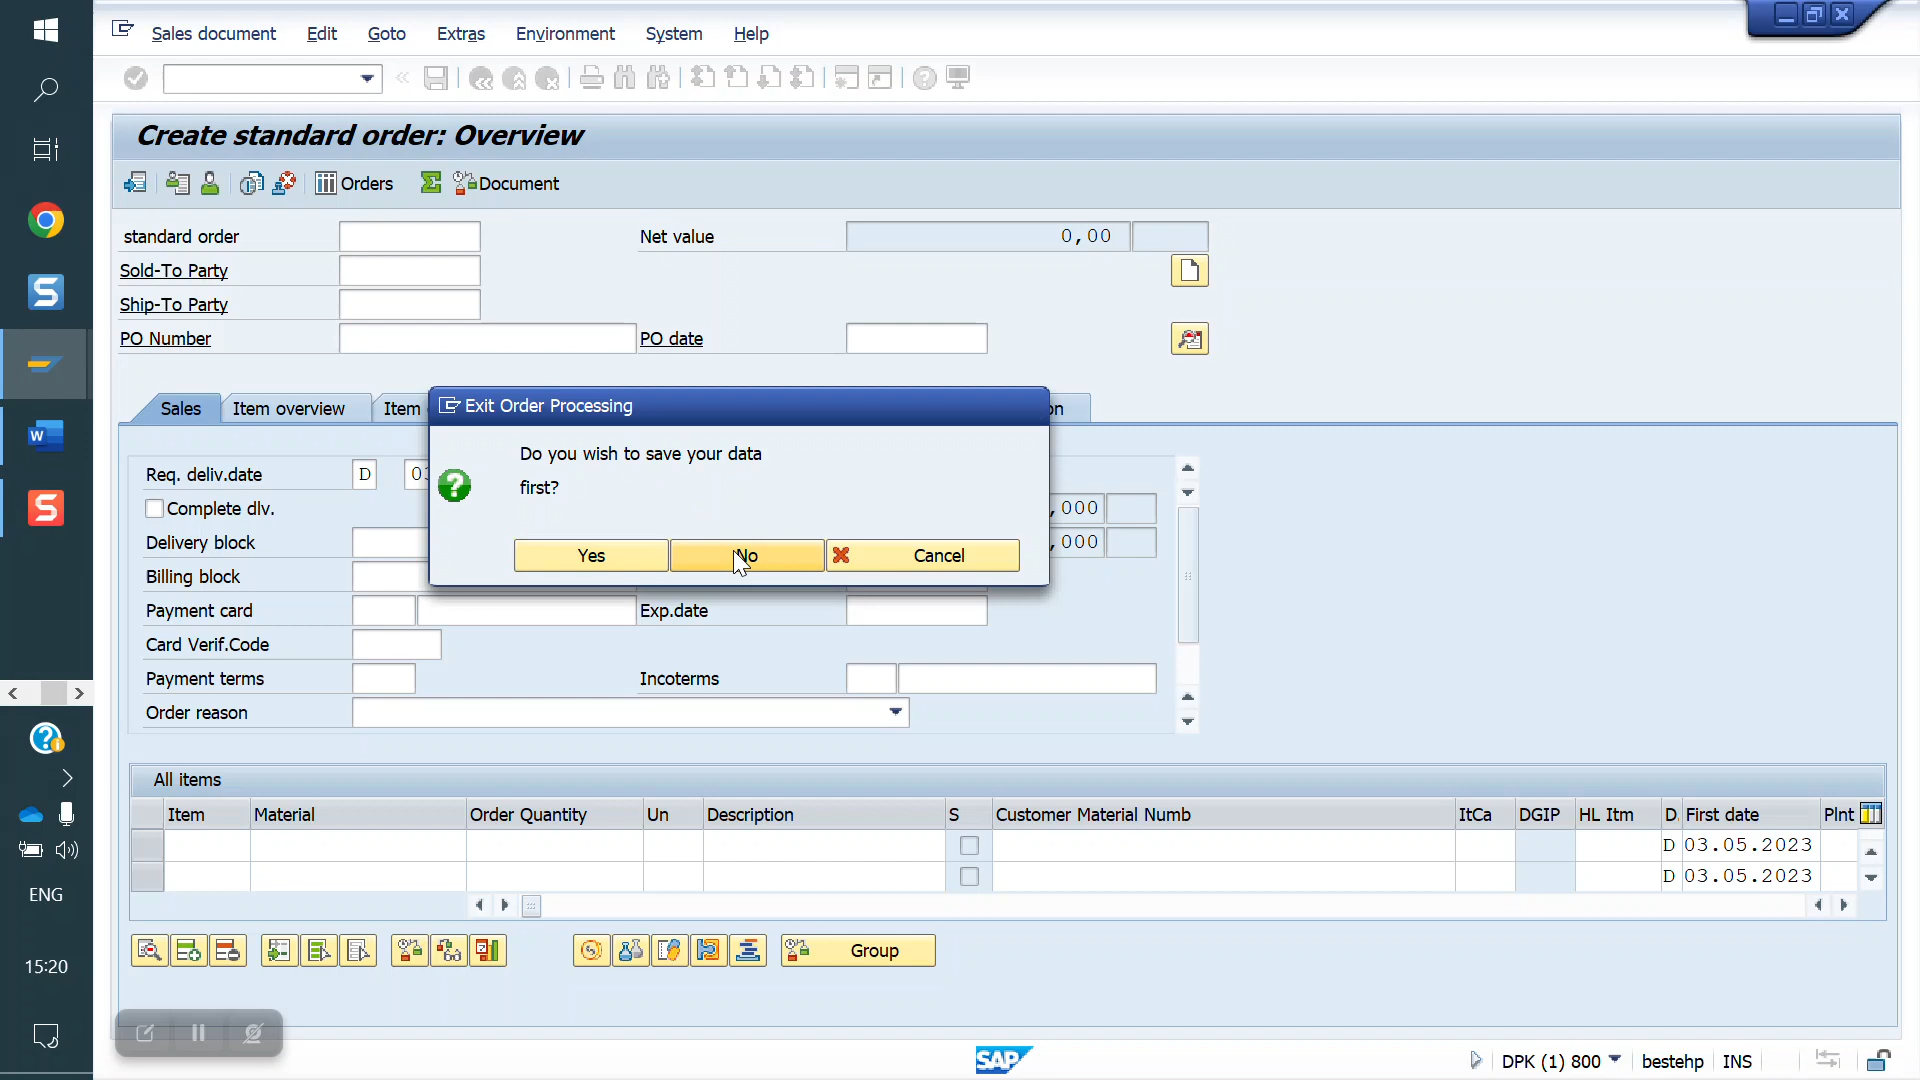 Sales document Edit Goto Extras Environment System Help
Create standard order: Overview
Orders Document
standard order Net value 0,00
Sold-To Party
Ship-To Party
PO Number PO date
Sales Item overview Item
Exit Order Processing
Do you wish to save your data
first?
Yes No Cancel
Req. deliv.date D
Complete dlv. ,000
Delivery block ,000
Billing block
Payment card Exp.date
Card Verif.Code
Payment terms Incoterms
Order reason
All items
Item Material Order Quantity Un Description S Customer Material Numb ItCa DGIP HL Itm D. First date Plnt
D 03.05.2023
D 03.05.2023
Group
SAP DPK (1) 800 bestehp INS
ENG
15:20